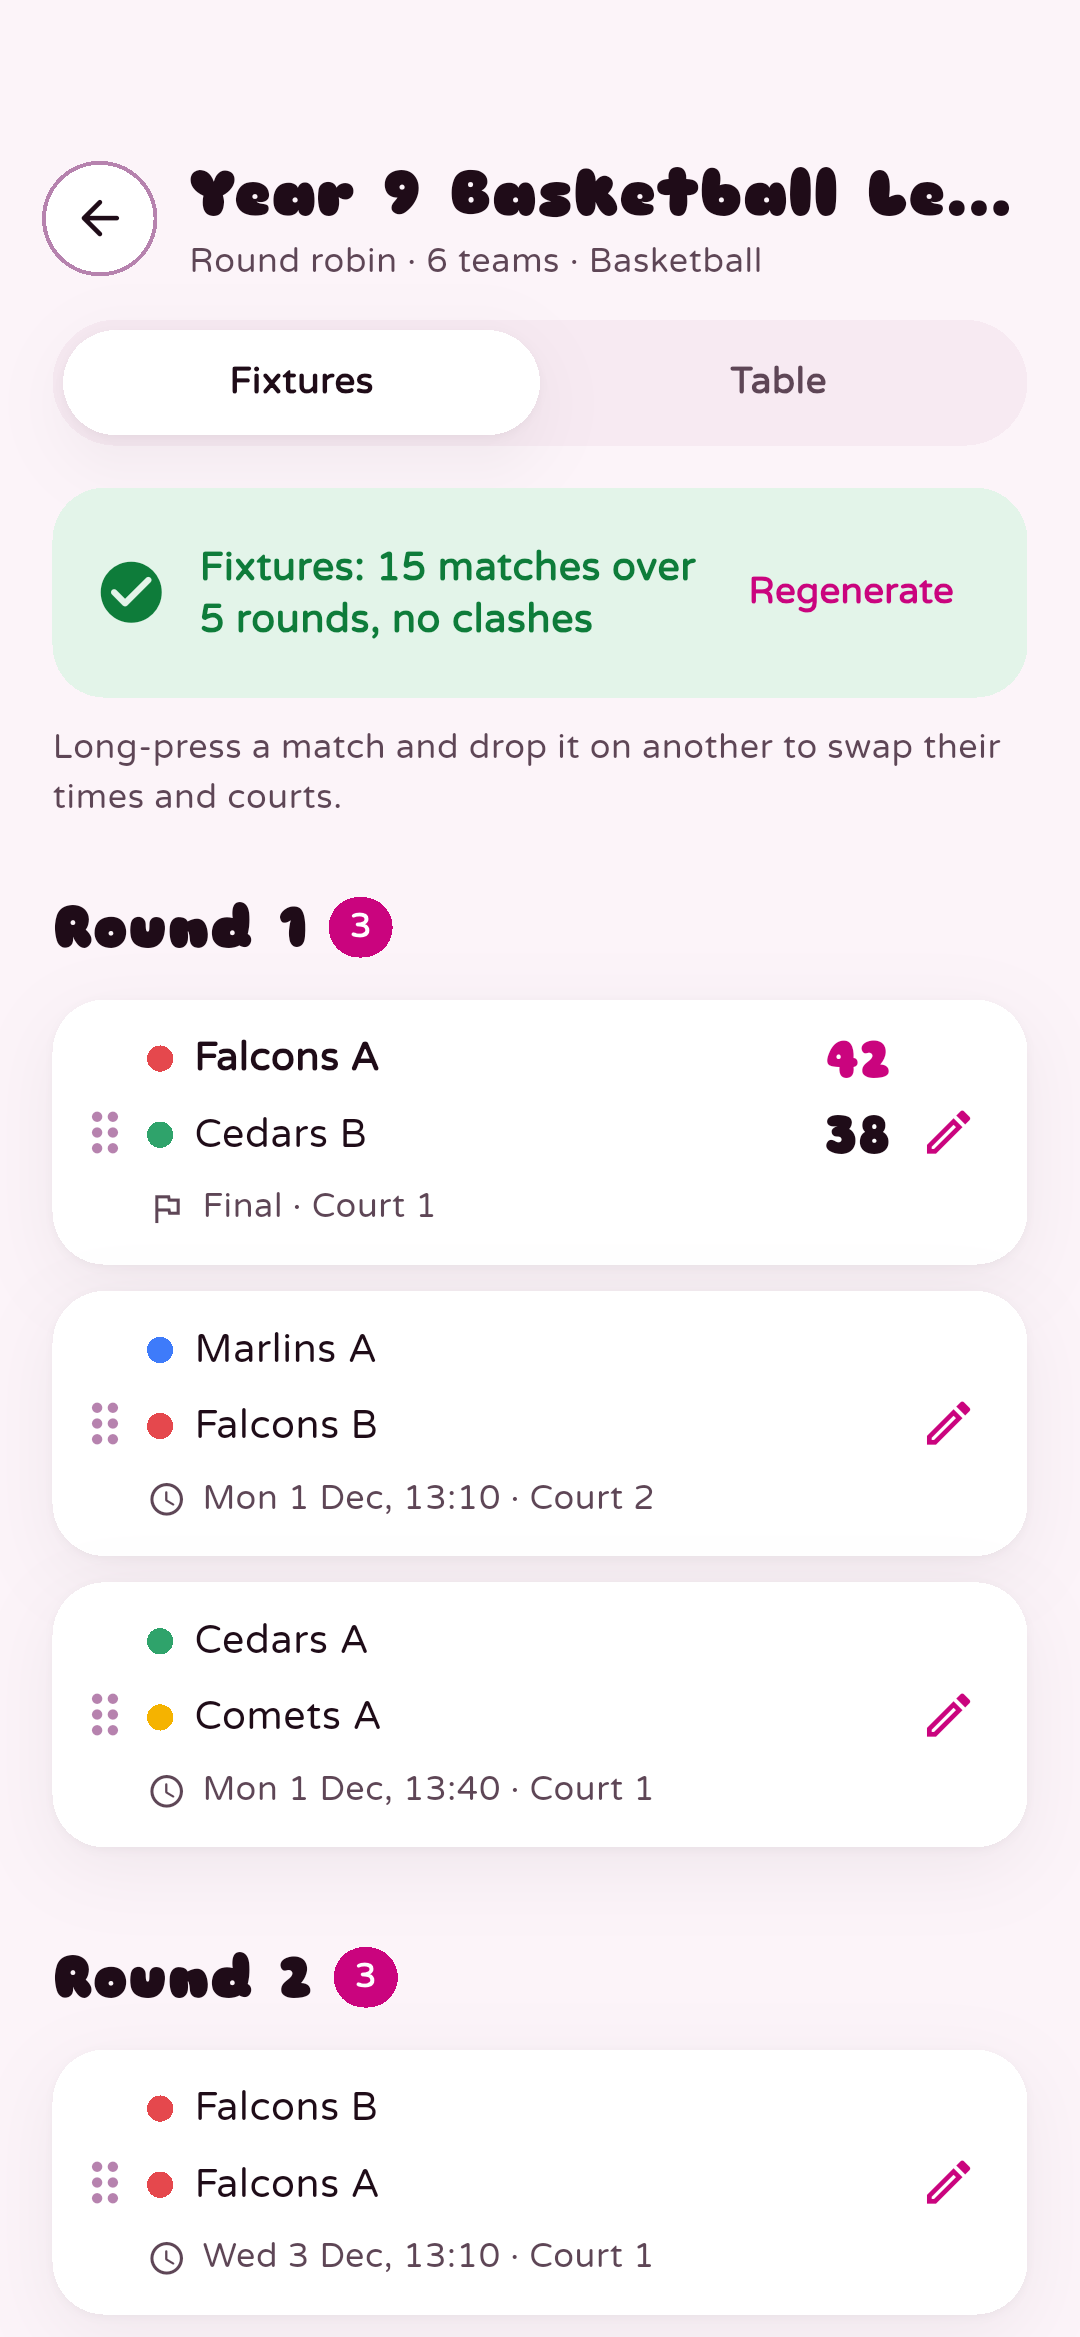 Year 9 Basketball Le...
Round robin · 6 teams · Basketball
Fixtures
Table
Fixtures: 15 matches over
5 rounds, no clashes
Regenerate
Long-press a match and drop it on another to swap their
times and courts.
Round 1 3
Falcons A 42
Cedars B 38
Final · Court 1
Marlins A
Falcons B
Mon 1 Dec, 13:10 · Court 2
Cedars A
Comets A
Mon 1 Dec, 13:40 · Court 1
Round 2 3
Falcons B
Falcons A
Wed 3 Dec, 13:10 · Court 1